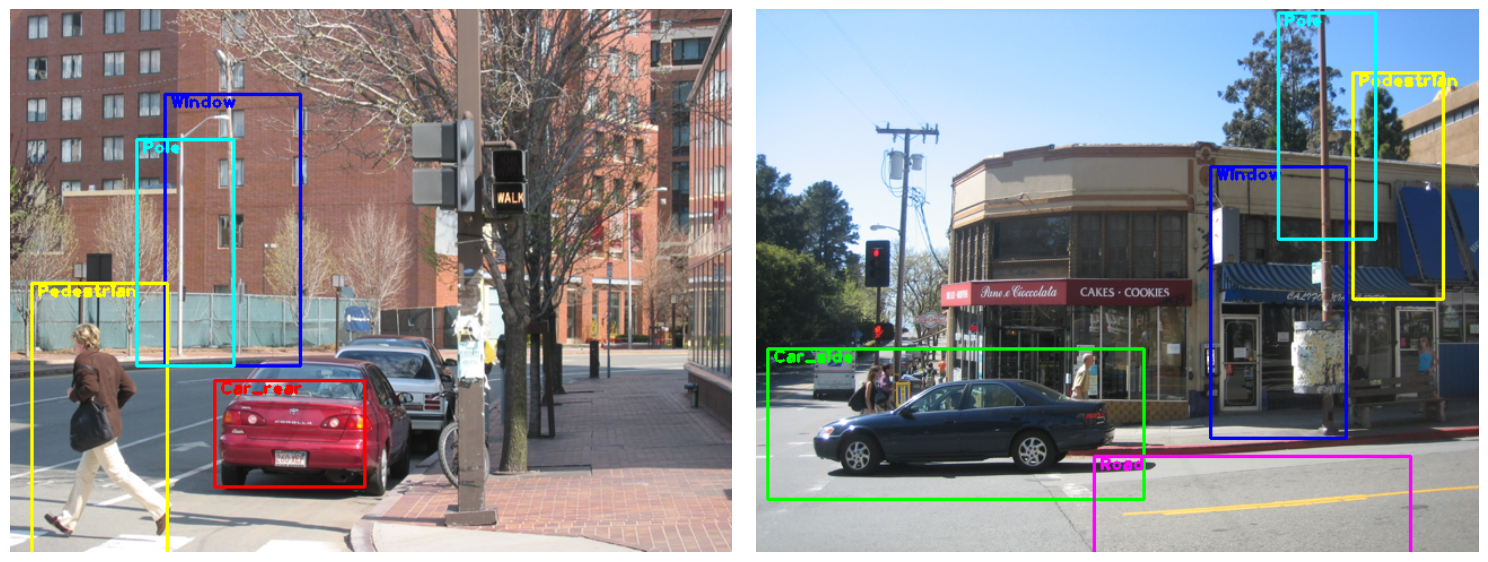 Window
Pole
WALK
Pedestrian
Car_rear
COROLLA
Pole
Pedestrian
Window
Pane e Cioccolata CAKES · COOKIES
Car_side
Road